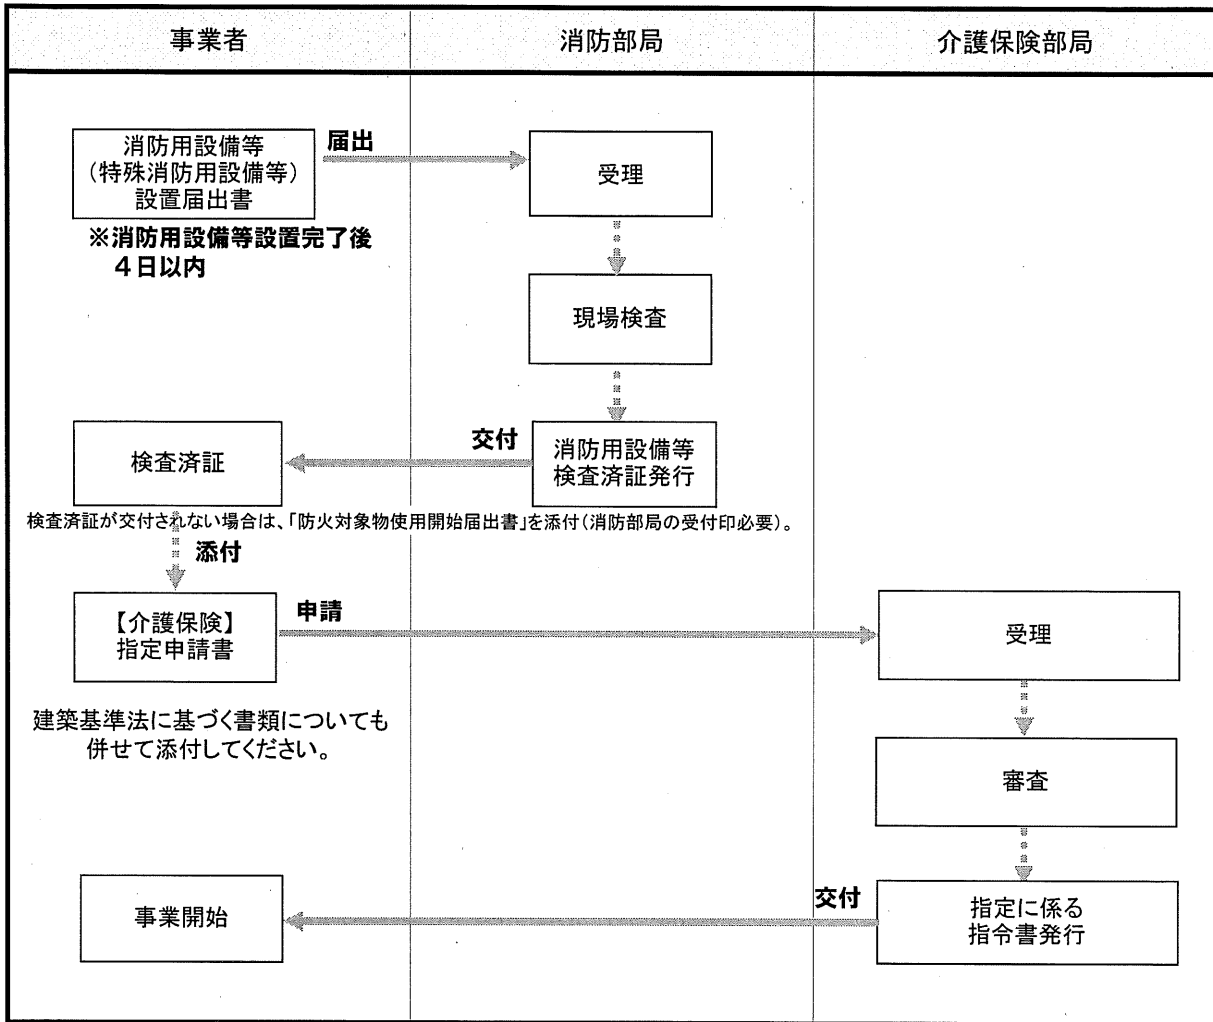 事業者
消防部局
介護保険部局
消防用設備等
（特殊消防用設備等）
設置届出書
届出
受理
※消防用設備等設置完了後
４日以内
現場検査
検査済証
交付
消防用設備等
検査済証発行
検査済証が交付されない場合は、「防火対象物使用開始届出書」を添付（消防部局の受付印必要）。
添付
【介護保険】
指定申請書
申請
受理
建築基準法に基づく書類についても
併せて添付してください。
審査
事業開始
交付
指定に係る
指令書発行